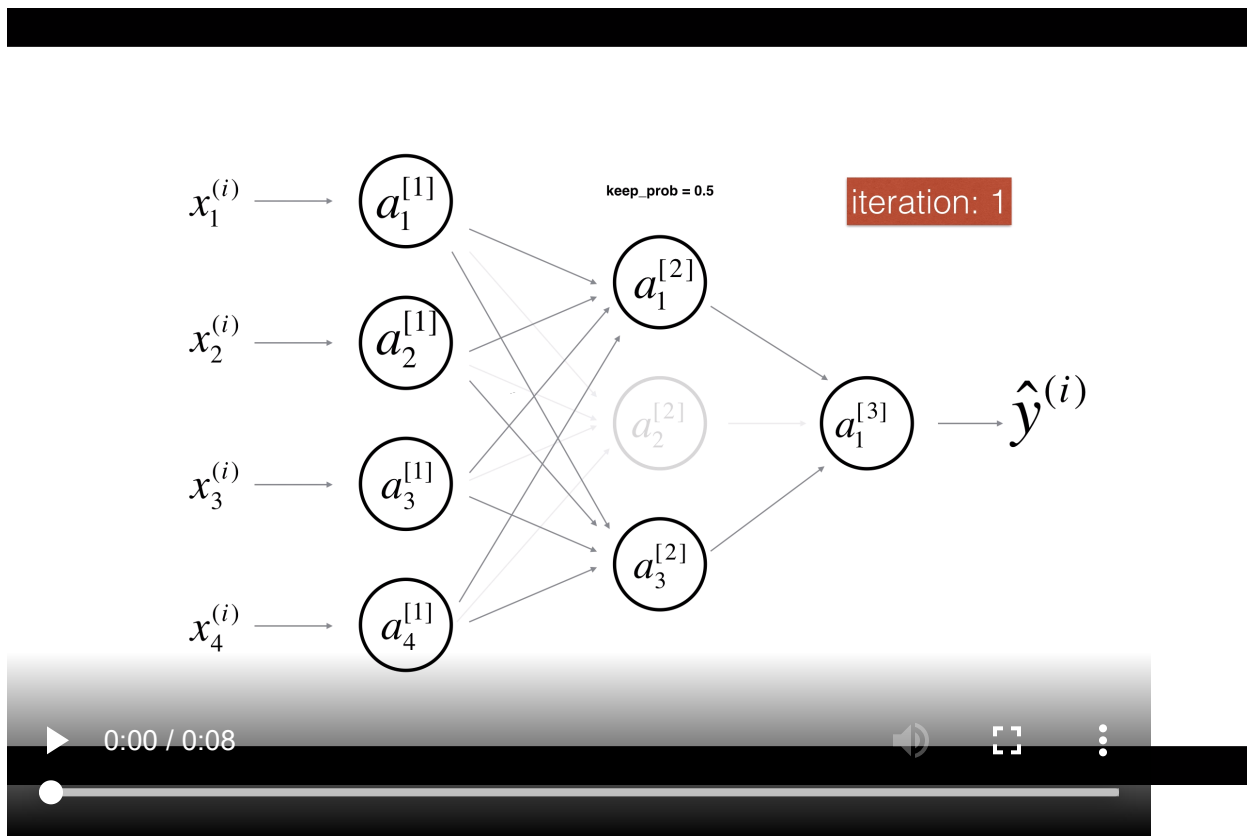 keep_prob = 0.5
iteration: 1
x₁⁽ⁱ⁾
a₁[1]
x₂⁽ⁱ⁾
a₂[1]
x₃⁽ⁱ⁾
a₃[1]
x₄⁽ⁱ⁾
a₄[1]
a₁[2]
a₂[2]
a₃[2]
a₁[3]
ŷ⁽ⁱ⁾
0:00 / 0:08